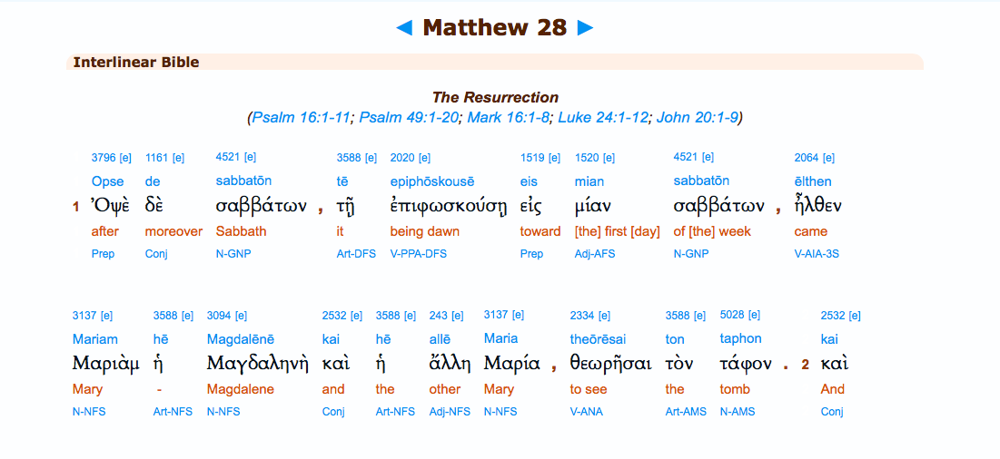 ◄ Matthew 28 ►
Interlinear Bible
The Resurrection
(Psalm 16:1-11; Psalm 49:1-20; Mark 16:1-8; Luke 24:1-12; John 20:1-9)
3796 [e] 1161 [e] 4521 [e] 3588 [e] 2020 [e] 1519 [e] 1520 [e] 4521 [e] 2064 [e]
Opse de sabbatōn tē epiphōskousē eis mian sabbatōn ēlthen
1 Ὀψὲ δὲ σαββάτων , τῇ ἐπιφωσκούσῃ εἰς μίαν σαββάτων , ἦλθεν
after moreover Sabbath it being dawn toward [the] first [day] of [the] week came
Prep Conj N-GNP Art-DFS V-PPA-DFS Prep Adj-AFS N-GNP V-AIA-3S
3137 [e] 3588 [e] 3094 [e] 2532 [e] 3588 [e] 243 [e] 3137 [e] 2334 [e] 3588 [e] 5028 [e] 2532 [e]
Mariam hē Magdalēnē kai hē allē Maria theōrēsai ton taphon kai
Μαριὰμ ἡ Μαγδαληνὴ καὶ ἡ ἄλλη Μαρία , θεωρῆσαι τὸν τάφον . 2 καὶ
Mary - Magdalene and the other Mary to see the tomb And
N-NFS Art-NFS N-NFS Conj Art-NFS Adj-NFS N-NFS V-ANA Art-AMS N-AMS Conj